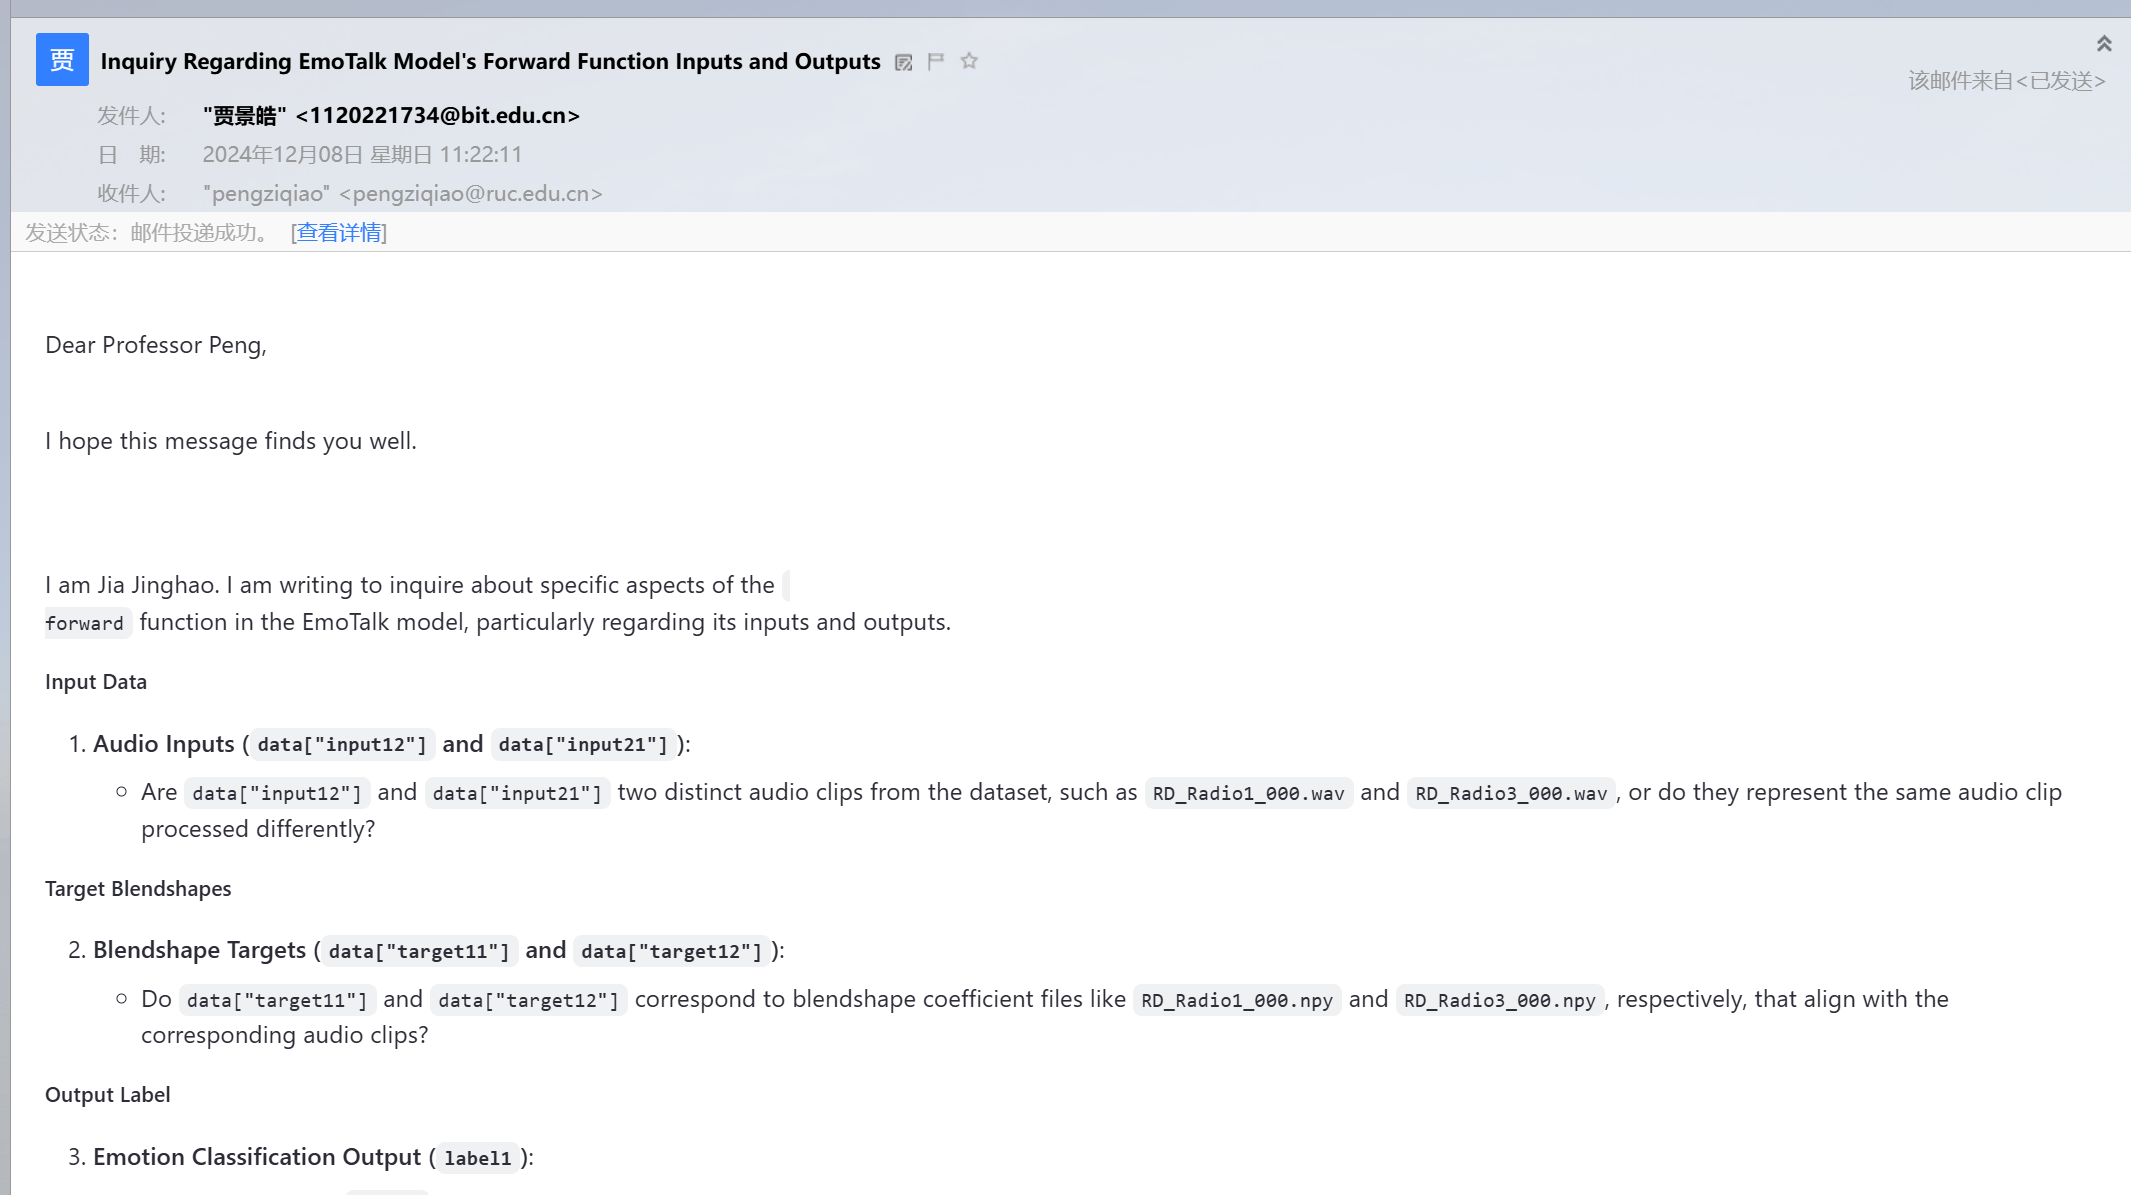 贾
Inquiry Regarding EmoTalk Model's Forward Function Inputs and Outputs
该邮件来自<已发送>
发件人: "贾景皓" <1120221734@bit.edu.cn>
日 期: 2024年12月08日 星期日 11:22:11
收件人: "pengziqiao" <pengziqiao@ruc.edu.cn>
发送状态：邮件投递成功。 [查看详情]
Dear Professor Peng,
I hope this message finds you well.
I am Jia Jinghao. I am writing to inquire about specific aspects of the
forward function in the EmoTalk model, particularly regarding its inputs and outputs.
Input Data
1. Audio Inputs (data["input12"] and data["input21"]):
○ Are data["input12"] and data["input21"] two distinct audio clips from the dataset, such as RD_Radio1_000.wav and RD_Radio3_000.wav, or do they represent the same audio clip
processed differently?
Target Blendshapes
2. Blendshape Targets (data["target11"] and data["target12"]):
○ Do data["target11"] and data["target12"] correspond to blendshape coefficient files like RD_Radio1_000.npy and RD_Radio3_000.npy, respectively, that align with the
corresponding audio clips?
Output Label
3. Emotion Classification Output (label1):